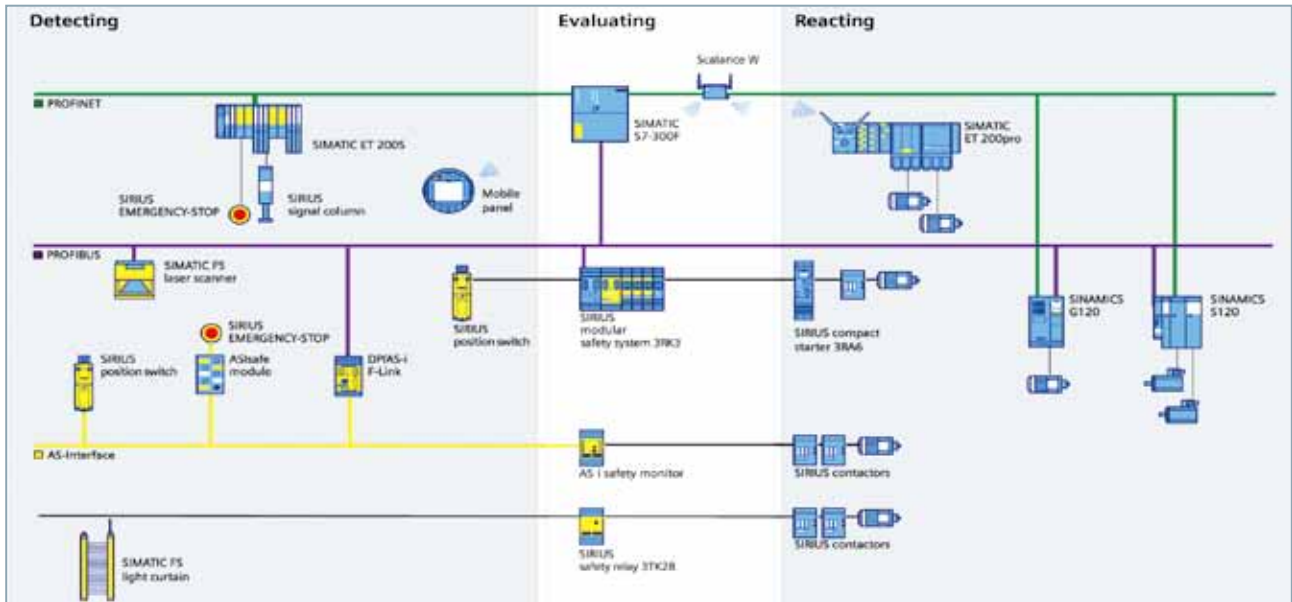 Detecting
Evaluating
Reacting
Scalance W
PROFINET
SIMATIC
S7-300F
SIMATIC
ET 200pro
SIMATIC ET 200S
SIRIUS
EMERGENCY-STOP
SIRIUS
signal column
Mobile
panel
PROFIBUS
SIMATIC FS
laser scanner
SIRIUS
position switch
SIRIUS
modular
safety system 3RK3
SIRIUS compact
starter 3RA6
SINAMICS
G120
SINAMICS
S120
SIRIUS
EMERGENCY-STOP
SIRIUS
position switch
ASIsafe
module
DP/AS-i
F-Link
AS-Interface
AS i safety monitor
SIRIUS contactors
SIMATIC FS
light curtain
SIRIUS
safety relay 3TK28
SIRIUS contactors